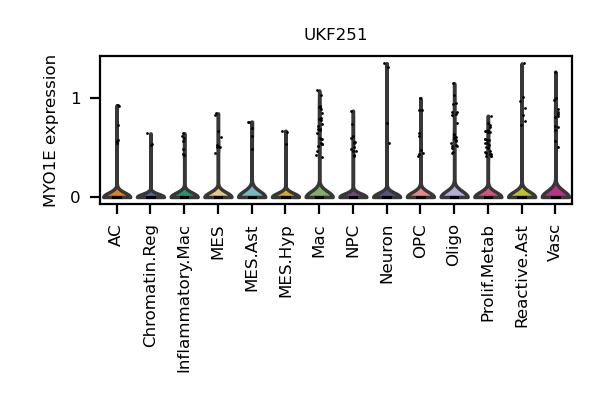 UKF251
MYO1E expression
1
0
AC
Chromatin.Reg
Inflammatory.Mac
MES
MES.Ast
MES.Hyp
Mac
NPC
Neuron
OPC
Oligo
Prolif.Metab
Reactive.Ast
Vasc